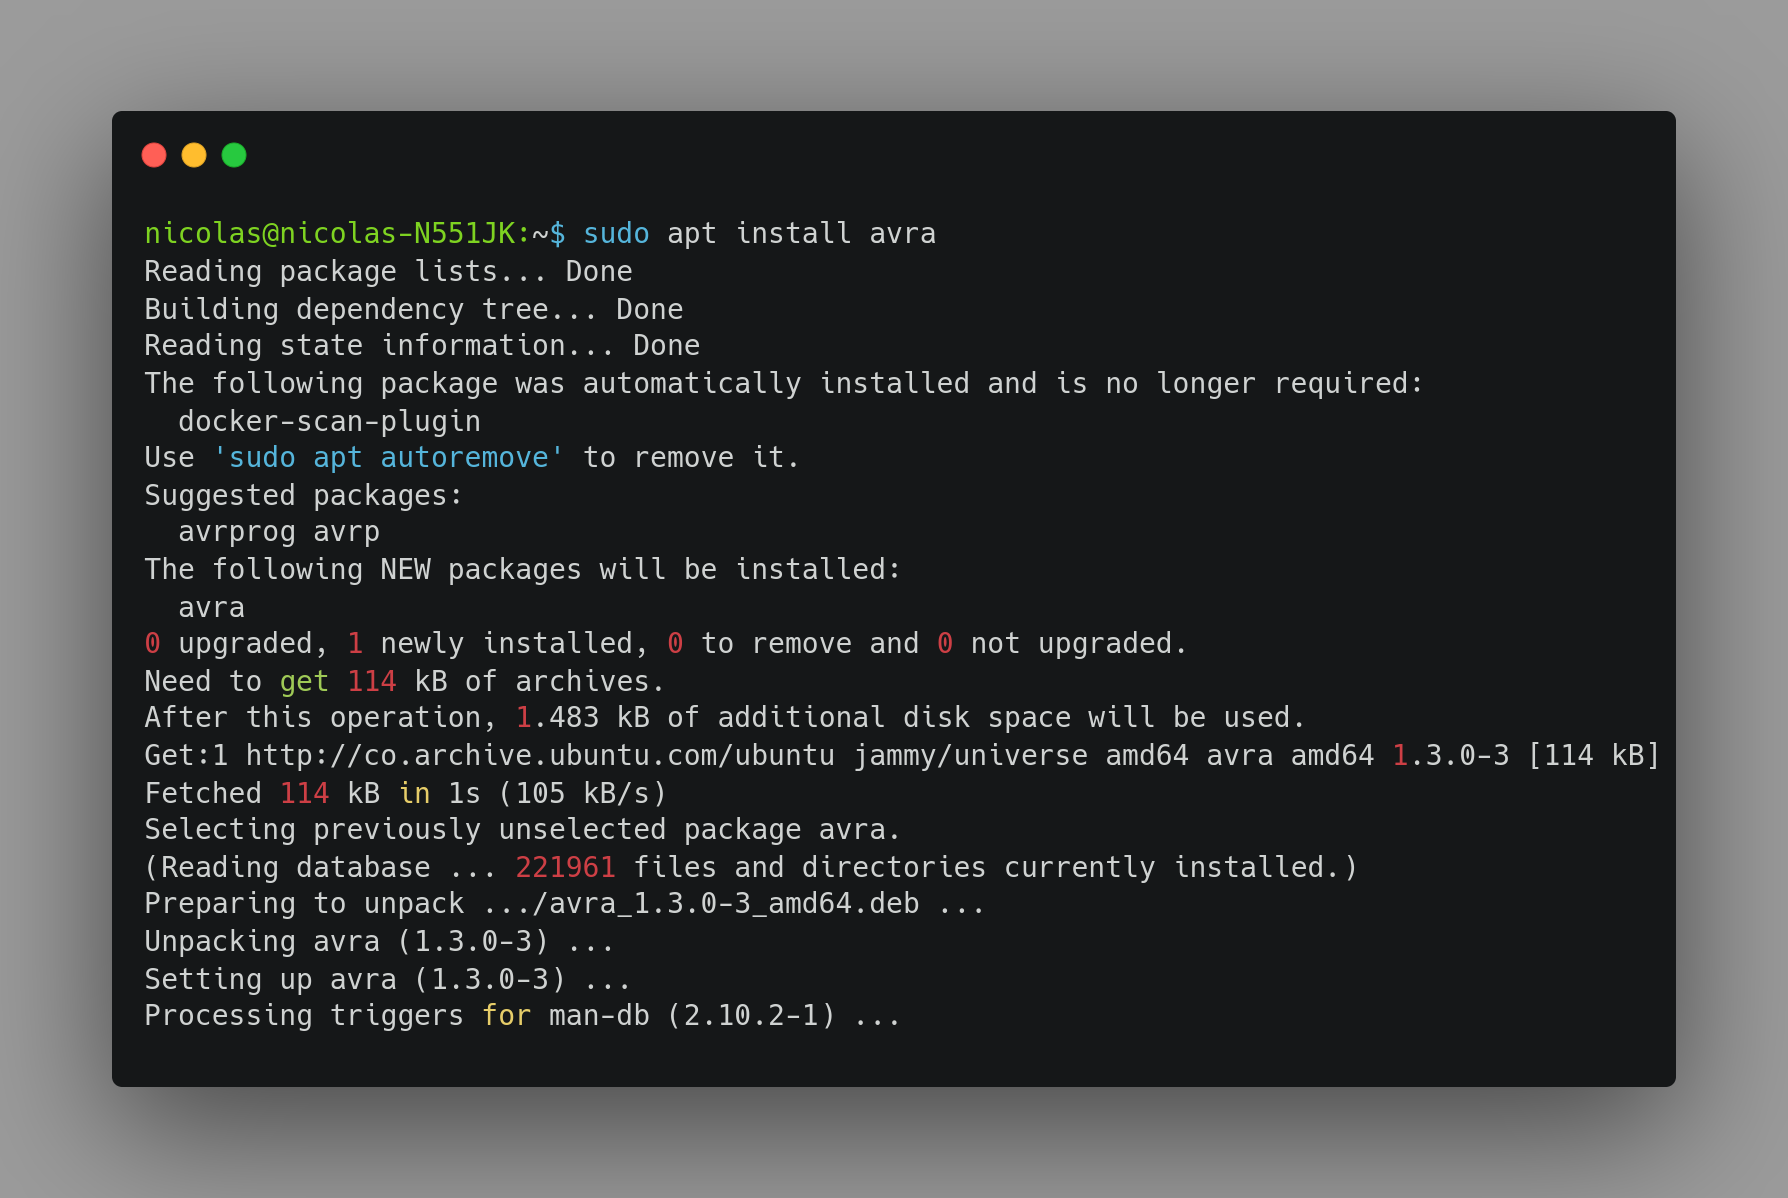 nicolas@nicolas-N551JK:~$ sudo apt install avra
Reading package lists... Done
Building dependency tree... Done
Reading state information... Done
The following package was automatically installed and is no longer required:
  docker-scan-plugin
Use 'sudo apt autoremove' to remove it.
Suggested packages:
  avrprog avrp
The following NEW packages will be installed:
  avra
0 upgraded, 1 newly installed, 0 to remove and 0 not upgraded.
Need to get 114 kB of archives.
After this operation, 1.483 kB of additional disk space will be used.
Get:1 http://co.archive.ubuntu.com/ubuntu jammy/universe amd64 avra amd64 1.3.0-3 [114 kB]
Fetched 114 kB in 1s (105 kB/s)
Selecting previously unselected package avra.
(Reading database ... 221961 files and directories currently installed.)
Preparing to unpack .../avra_1.3.0-3_amd64.deb ...
Unpacking avra (1.3.0-3) ...
Setting up avra (1.3.0-3) ...
Processing triggers for man-db (2.10.2-1) ...